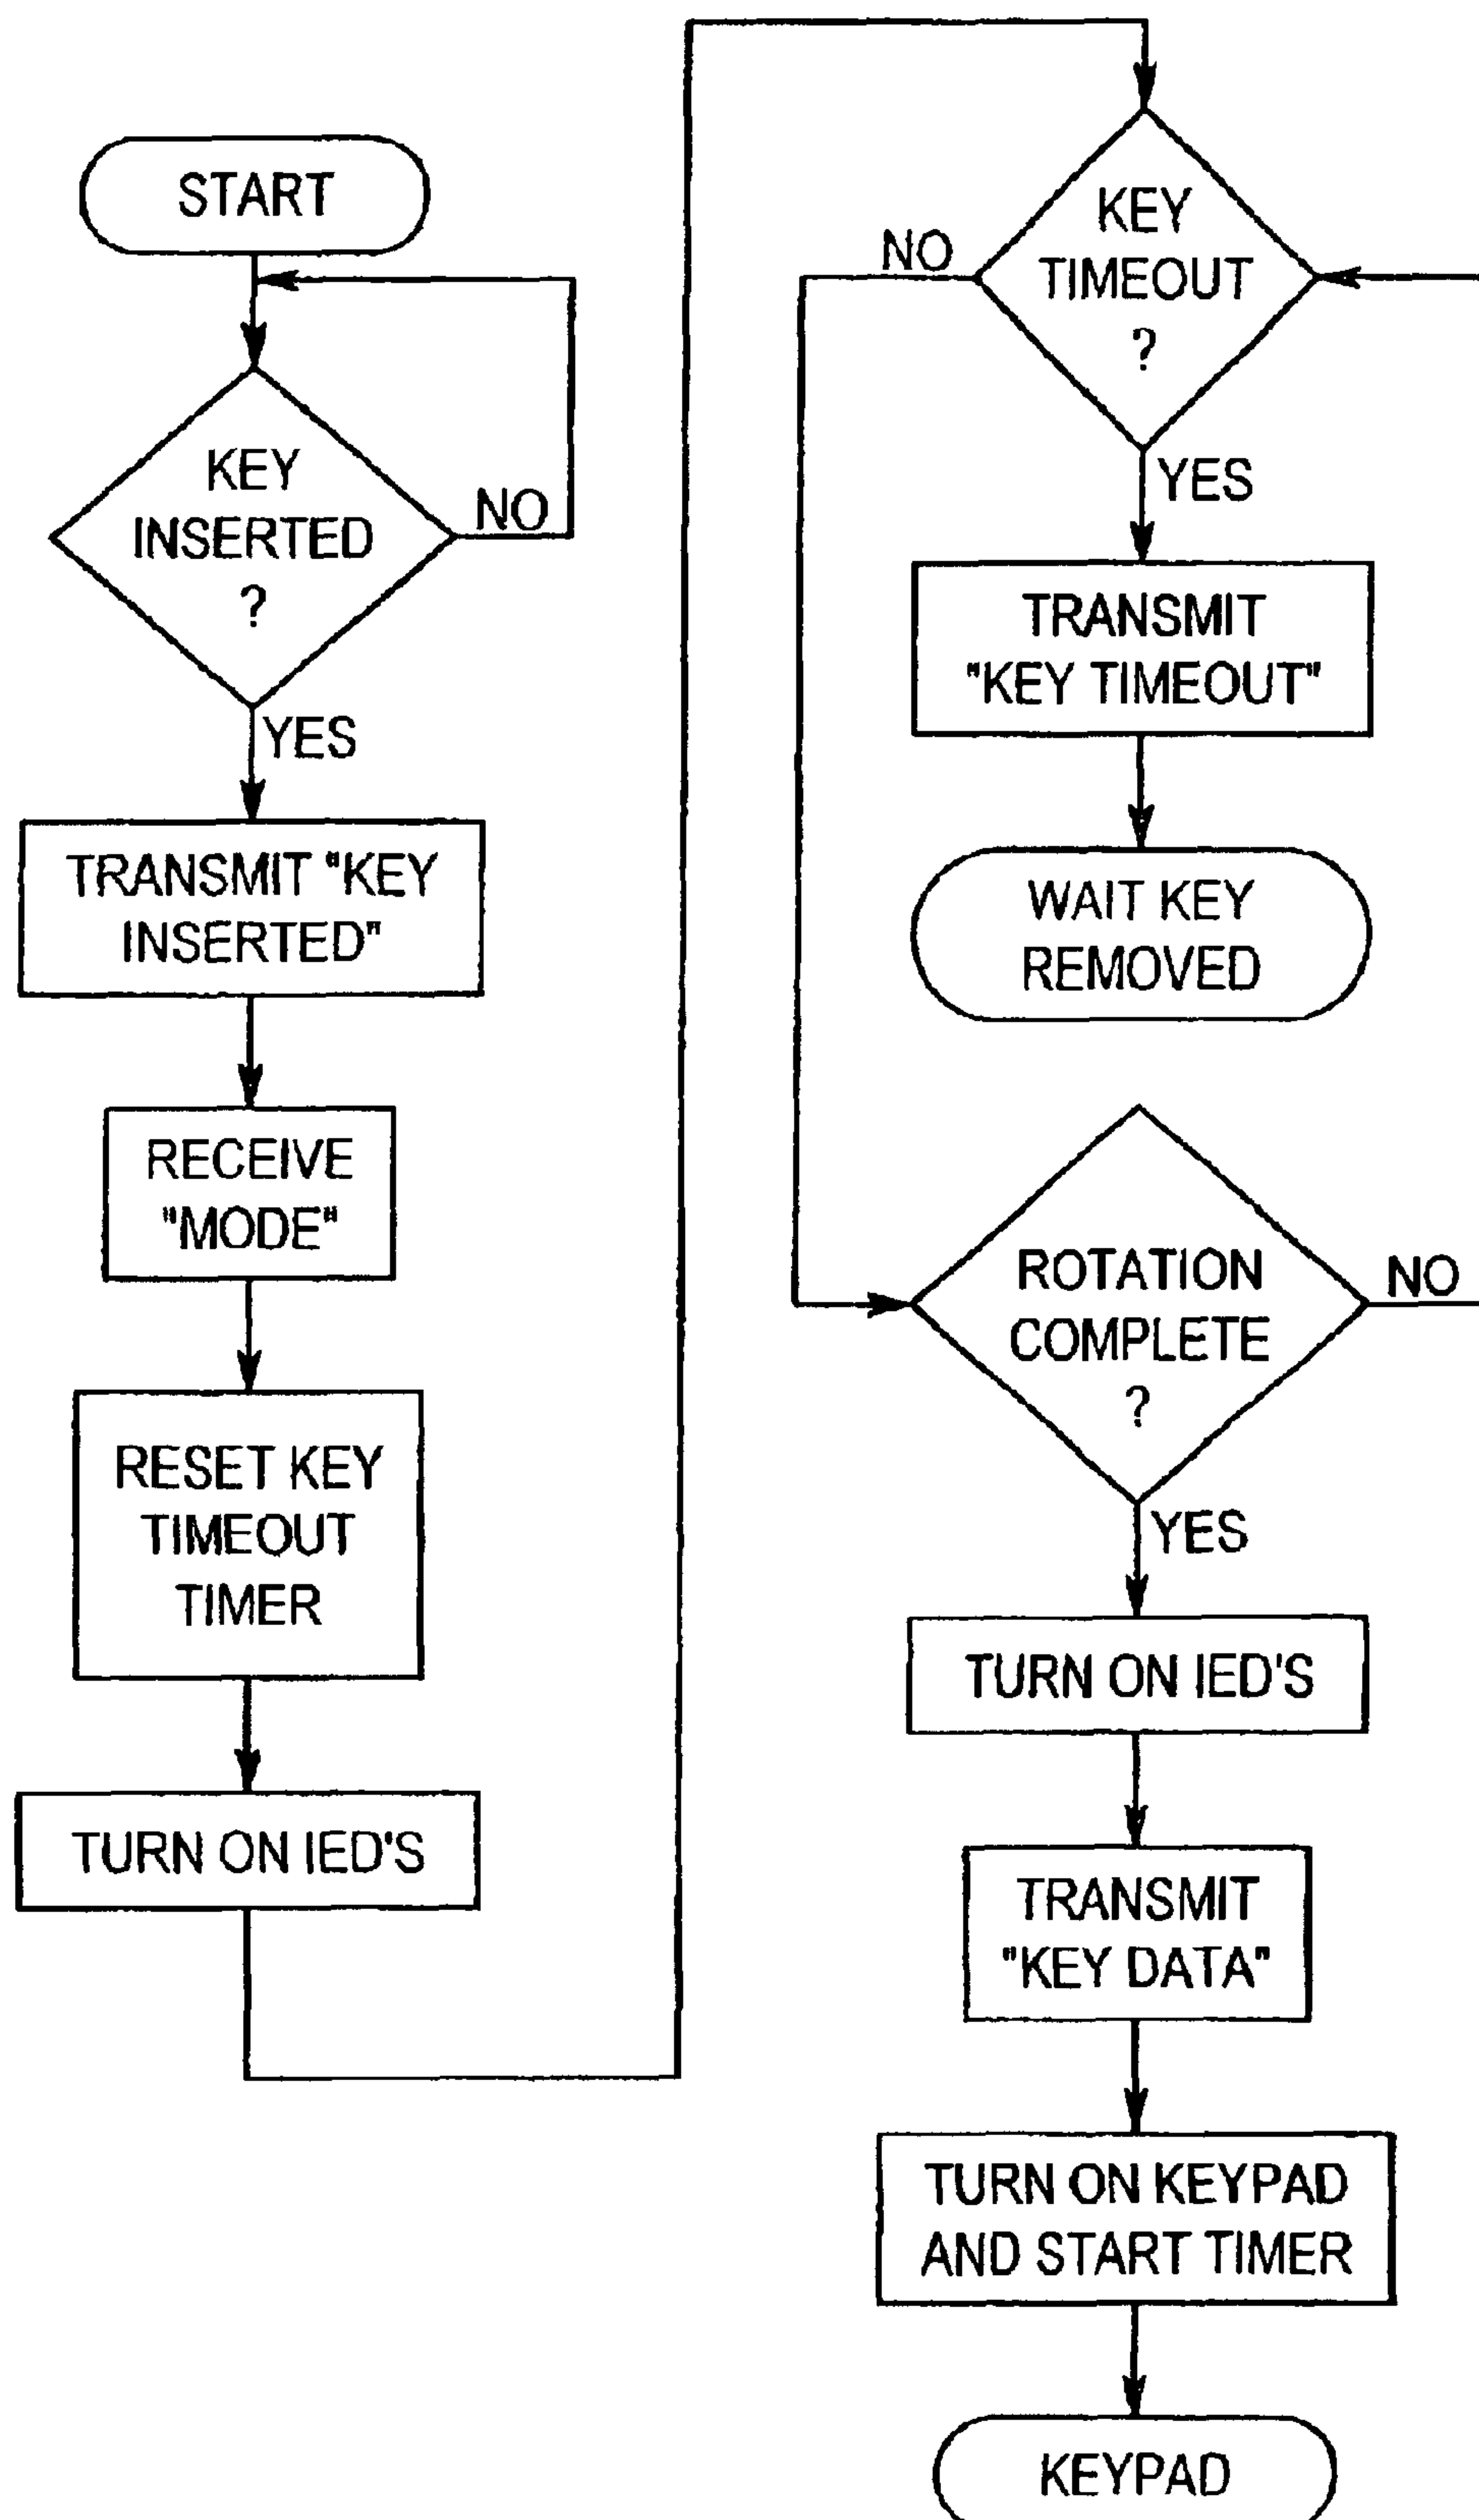 START
KEY
INSERTED
?
NO
YES
TRANSMIT "KEY
INSERTED"
RECEIVE
"MODE"
RESET KEY
TIMEOUT
TIMER
TURN ON IED'S
KEY
TIMEOUT
?
NO
YES
TRANSMIT
"KEY TIMEOUT"
WAIT KEY
REMOVED
ROTATION
COMPLETE
?
NO
YES
TURN ON IED'S
TRANSMIT
"KEY DATA"
TURN ON KEYPAD
AND START TIMER
KEYPAD